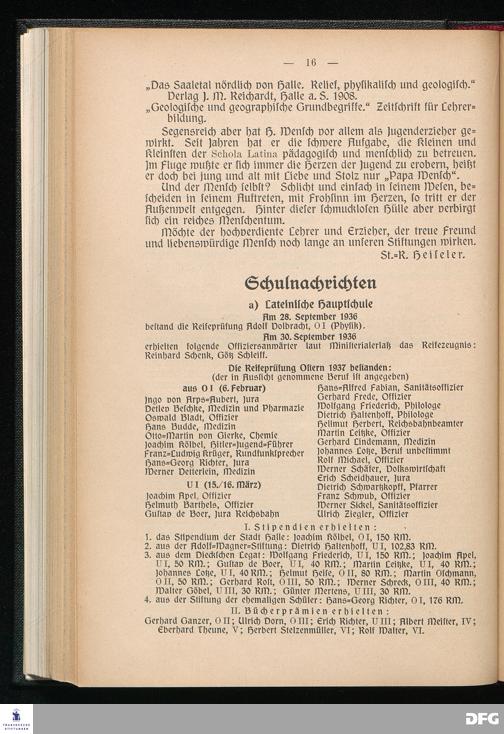 — 16 —
„Das Saaletal nördlich von Halle. Relief, physikalisch und geologisch.“
Verlag J. M. Reichardt, Halle a. S. 1908.
„Geologische und geographische Grundbegriffe.“ Zeitschrift für Lehrer-
bildung.
Segensreich aber hat H. Mensch vor allem als Jugenderzieher ge-
wirkt. Seit Jahren hat er die schwere Aufgabe, die Kleinen und
Kleinsten der Schola Latina pädagogisch und menschlich zu betreuen.
Im Fluge wußte er sich immer die Herzen der Jugend zu erobern, heißt
er doch bei jung und alt mit Liebe und Stolz nur „Papa Mensch“.
Und der Mensch selbst? Schlicht und einfach in seinem Wesen, be-
scheiden in seinem Auftreten, mit Frohsinn im Herzen, so tritt er der
Außenwelt entgegen. Hinter dieser schmucklosen Hülle aber verbirgt
sich ein reiches Menschentum.
Möchte der hochverdiente Lehrer und Erzieher, der treue Freund
und liebenswürdige Mensch noch lange an unseren Stiftungen wirken.
St.-R. Heiseler.
Schulnachrichten
a) Lateinische Hauptschule
Am 28. September 1936
bestand die Reifeprüfung Adolf Volbracht, O I (Physik).
Am 30. September 1936
erhielten folgende Offiziersanwärter laut Ministerialerlaß das Reifezeugnis:
Reinhard Schenk, Götz Schleiff.
Die Reifeprüfung Ostern 1937 bestanden:
(der in Aussicht genommene Beruf ist angegeben)
aus O I (6. Februar)
Ingo von Arps-Aubert, Jura
Detlev Beschke, Medizin und Pharmazie
Oswald Bladt, Offizier
Hans Budde, Medizin
Otto-Martin von Gierke, Chemie
Joachim Kölbel, Hitler-Jugend-Führer
Franz-Ludwig Krüger, Rundfunksprecher
Hans-Georg Richter, Jura
Werner Deiterlein, Medizin
U I (15./16. März)
Joachim Apel, Offizier
Helmuth Barthels, Offizier
Gustav de Boer, Jura Reichsbahn
Hans-Alfred Fabian, Sanitätsoffizier
Gerhard Frede, Offizier
Wolfgang Friederich, Philologe
Dietrich Haltenhoff, Philologe
Hellmut Herbert, Reichsbahnbeamter
Martin Leitzke, Offizier
Gerhard Lindemann, Medizin
Johannes Lotze, Beruf unbestimmt
Rolf Michael, Offizier
Werner Schäfer, Volkswirtschaft
Erich Scheidhauer, Jura
Dietrich Schwartzkopff, Pfarrer
Franz Schwub, Offizier
Werner Sickel, Sanitätsoffizier
Ulrich Ziegler, Offizier
I. Stipendien erhielten:
1. das Stipendium der Stadt Halle: Joachim Kölbel, O I, 150 RM.
2. aus der Adolf-Wagner-Stiftung: Dietrich Haltenhoff, U I, 102,83 RM.
3. aus dem Dieckschen Legat: Wolfgang Friederich, U I, 150 RM.; Joachim Apel,
U I, 50 RM.; Gustav de Boer, U I, 40 RM.; Martin Leitzke, U I, 40 RM.;
Johannes Lotze, U I, 40 RM.; Helmut Heise, O II, 80 RM.; Martin Oschmann,
O II, 50 RM.; Gerhard Rost, O III, 50 RM.; Werner Schreck, O III, 40 RM.;
Walter Göbel, U III, 30 RM.; Günter Mertens, U III, 30 RM.
4. aus der Stiftung der ehemaligen Schüler: Hans-Georg Richter, O I, 176 RM.
II. Bücherprämien erhielten:
Gerhard Ganzer, O II; Ulrich Dorn, O III; Erich Richter, U III; Albert Meister, IV;
Eberhard Theune, V; Herbert Stelzenmüller, VI; Rolf Walter, VI.
FRANCKESCHE
STIFTUNGEN
DFG